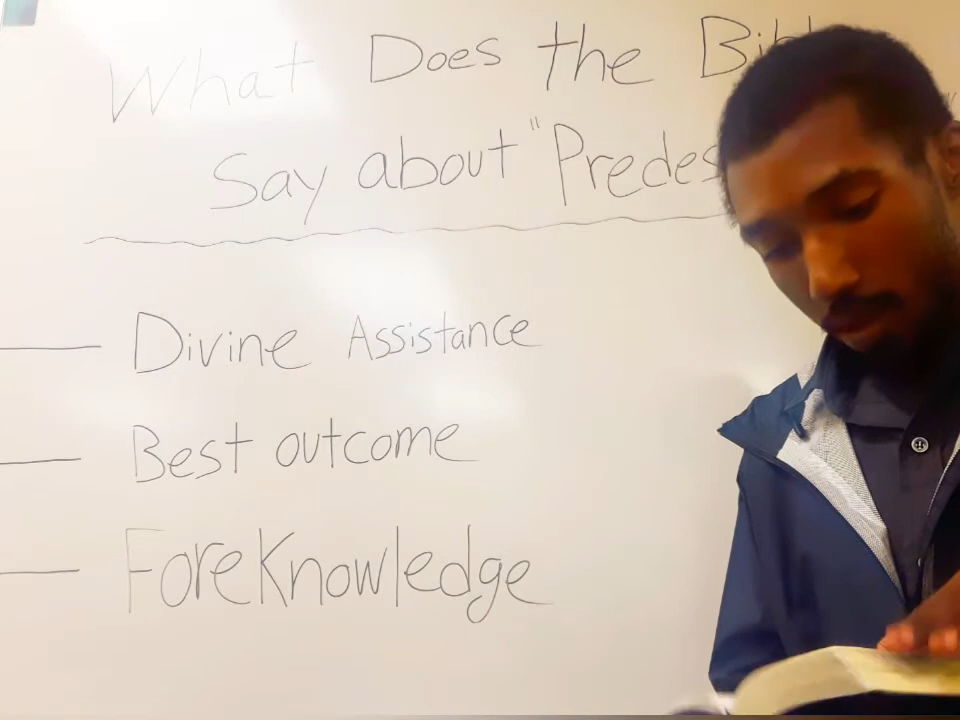 What Does the Bib
Say about "Predes
Divine Assistance
Best outcome
ForeKnowledge